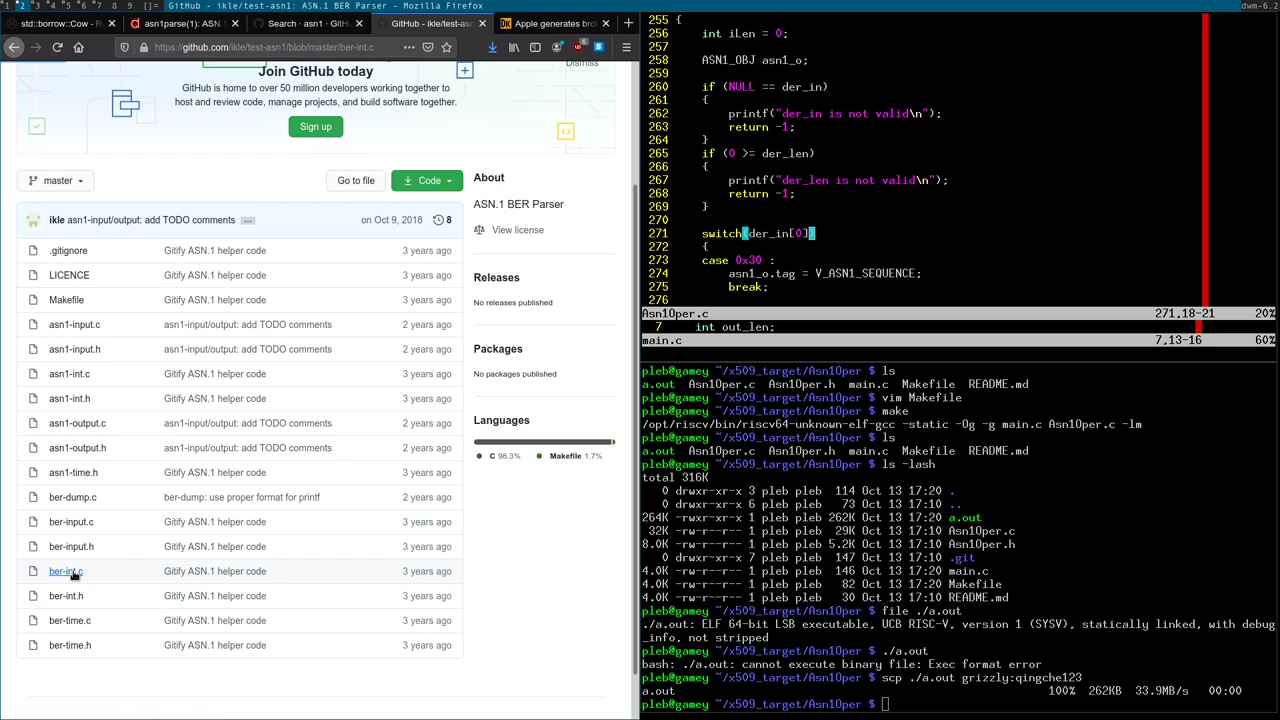 1 2 3 4 5 6 7 8 9 []= GitHub - ikle/test-asn1: ASN.1 BER Parser - Mozilla Firefox dwm-6.2
std::borrow::Cow - R
asn1parse(1): ASN.1
Search · asn1 · GitHu
GitHub - ikle/test-asn
Apple generates bro
https://github.com/ikle/test-asn1/blob/master/ber-int.c
Dismiss
Join GitHub today
GitHub is home to over 50 million developers working together to
host and review code, manage projects, and build software together.
Sign up
master
Go to file
Code
ikle asn1-input/output: add TODO comments ... on Oct 9, 2018 8
.gitignore Gitify ASN.1 helper code 3 years ago
LICENCE Gitify ASN.1 helper code 3 years ago
Makefile Gitify ASN.1 helper code 3 years ago
asn1-input.c asn1-input/output: add TODO comments 2 years ago
asn1-input.h asn1-input/output: add TODO comments 2 years ago
asn1-int.c Gitify ASN.1 helper code 3 years ago
asn1-int.h Gitify ASN.1 helper code 3 years ago
asn1-output.c asn1-input/output: add TODO comments 2 years ago
asn1-output.h asn1-input/output: add TODO comments 2 years ago
asn1-time.h Gitify ASN.1 helper code 3 years ago
ber-dump.c ber-dump: use proper format for printf 2 years ago
ber-input.c Gitify ASN.1 helper code 3 years ago
ber-input.h Gitify ASN.1 helper code 3 years ago
ber-int.c Gitify ASN.1 helper code 3 years ago
ber-int.h Gitify ASN.1 helper code 3 years ago
ber-time.c Gitify ASN.1 helper code 3 years ago
ber-time.h Gitify ASN.1 helper code 3 years ago
About
ASN.1 BER Parser
View license
Releases
No releases published
Packages
No packages published
Languages
C 98.3% Makefile 1.7%
255 {
256 int iLen = 0;
257
258 ASN1_OBJ asn1_o;
259
260 if (NULL == der_in)
261 {
262 printf("der_in is not valid\n");
263 return -1;
264 }
265 if (0 >= der_len)
266 {
267 printf("der_len is not valid\n");
268 return -1;
269 }
270
271 switch(der_in[0])
272 {
273 case 0x30 :
274 asn1_o.tag = V_ASN1_SEQUENCE;
275 break;
276
Asn1Oper.c 271,18-21 20%
7 int out_len;
main.c 7,13-16 60%
pleb@gamey ~/x509_target/Asn1Oper $ ls
a.out Asn1Oper.c Asn1Oper.h main.c Makefile README.md
pleb@gamey ~/x509_target/Asn1Oper $ vim Makefile
pleb@gamey ~/x509_target/Asn1Oper $ make
/opt/riscv/bin/riscv64-unknown-elf-gcc -static -Og -g main.c Asn1Oper.c -lm
pleb@gamey ~/x509_target/Asn1Oper $ ls
a.out Asn1Oper.c Asn1Oper.h main.c Makefile README.md
pleb@gamey ~/x509_target/Asn1Oper $ ls -lash
total 316K
0 drwxr-xr-x 3 pleb pleb 114 Oct 13 17:20 .
0 drwxr-xr-x 6 pleb pleb 73 Oct 13 17:10 ..
264K -rwxr-xr-x 1 pleb pleb 262K Oct 13 17:20 a.out
32K -rw-r--r-- 1 pleb pleb 29K Oct 13 17:10 Asn1Oper.c
8.0K -rw-r--r-- 1 pleb pleb 5.2K Oct 13 17:10 Asn1Oper.h
0 drwxr-xr-x 7 pleb pleb 147 Oct 13 17:10 .git
4.0K -rw-r--r-- 1 pleb pleb 146 Oct 13 17:20 main.c
4.0K -rw-r--r-- 1 pleb pleb 82 Oct 13 17:20 Makefile
4.0K -rw-r--r-- 1 pleb pleb 30 Oct 13 17:10 README.md
pleb@gamey ~/x509_target/Asn1Oper $ file ./a.out
./a.out: ELF 64-bit LSB executable, UCB RISC-V, version 1 (SYSV), statically linked, with debug
_info, not stripped
pleb@gamey ~/x509_target/Asn1Oper $ ./a.out
bash: ./a.out: cannot execute binary file: Exec format error
pleb@gamey ~/x509_target/Asn1Oper $ scp ./a.out grizzly:qingche123
a.out 100% 262KB 33.9MB/s 00:00
pleb@gamey ~/x509_target/Asn1Oper $